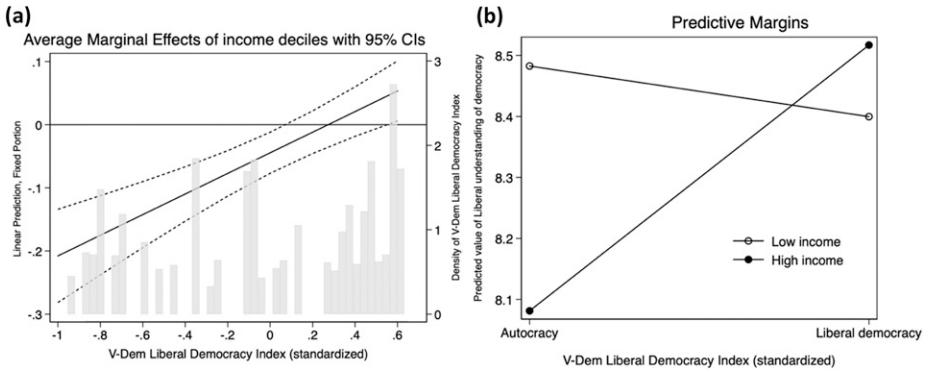 (a)
Average Marginal Effects of income deciles with 95% CIs
Linear Prediction, Fixed Portion
.1
0
-.1
-.2
-.3
3
2
1
0
Density of V-Dem Liberal Democracy Index
-1
-.8
-.6
-.4
-.2
0
.2
.4
.6
V-Dem Liberal Democracy Index (standardized)
(b)
Predictive Margins
Predicted value of Liberal understanding of democracy
8.5
8.4
8.3
8.2
8.1
Low income
High income
Autocracy
Liberal democracy
V-Dem Liberal Democracy Index (standardized)